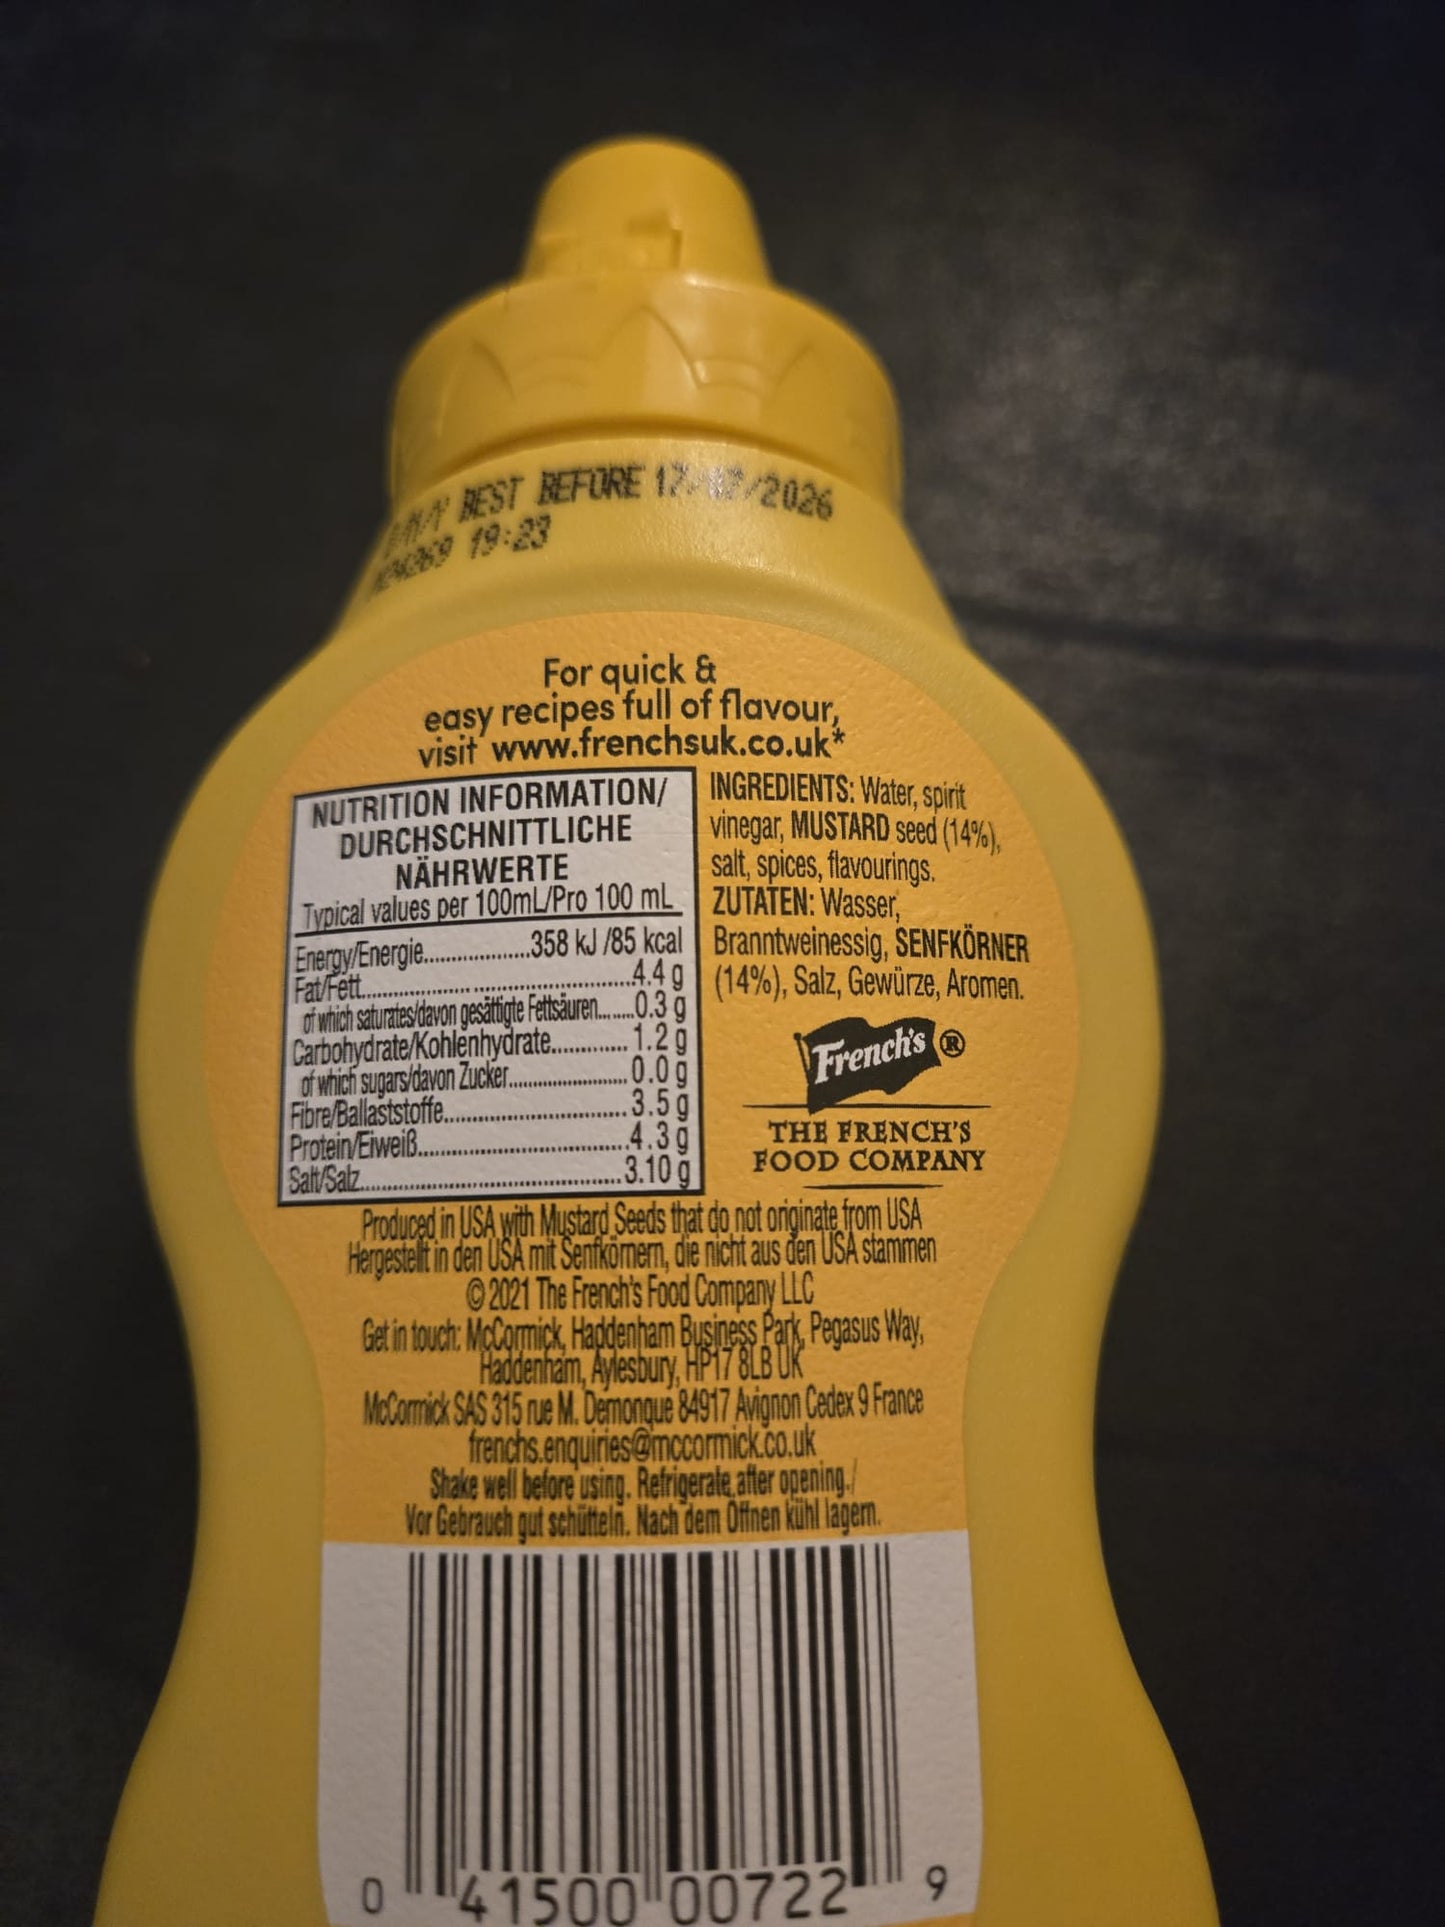 BEST BEFORE 17/ /2026
19:23
For quick &
easy recipes full of flavour,
visit www.frenchsuk.co.uk*
NUTRITION INFORMATION/
DURCHSCHNITTLICHE
NÄHRWERTE
Typical values per 100mL/Pro 100 mL
Energy/Energie..................358 kJ /85 kcal
Fat/Fett..................4.4 g
of which saturates/davon gesättigte Fettsäuren.......0.3 g
Carbohydrate/Kohlenhydrate.............1.2 g
of which sugars/davon Zucker..................0.0 g
Fibre/Ballaststoffe..................3.5 g
Protein/Eiweiß..................4.3 g
Salt/Salz..................3.10 g
INGREDIENTS: Water, spirit
vinegar, MUSTARD seed (14%),
salt, spices, flavourings.
ZUTATEN: Wasser,
Branntweinessig, SENFKÖRNER
(14%), Salz, Gewürze, Aromen.
French's ®
THE FRENCH'S
FOOD COMPANY
Produced in USA with Mustard Seeds that do not originate from USA
Hergestellt in den USA mit Senfkörnern, die nicht aus den USA stammen
© 2021 The French's Food Company LLC
Get in touch: McCormick, Haddenham Business Park, Pegasus Way,
Haddenham, Aylesbury, HP17 8LB UK
McCormick SAS 315 rue M. Demonque 84917 Avignon Cedex 9 France
frenchs.enquiries@mccormick.co.uk
Shake well before using. Refrigerate after opening./
Vor Gebrauch gut schütteln. Nach dem Öffnen kühl lagern.
0 41500 00722 9